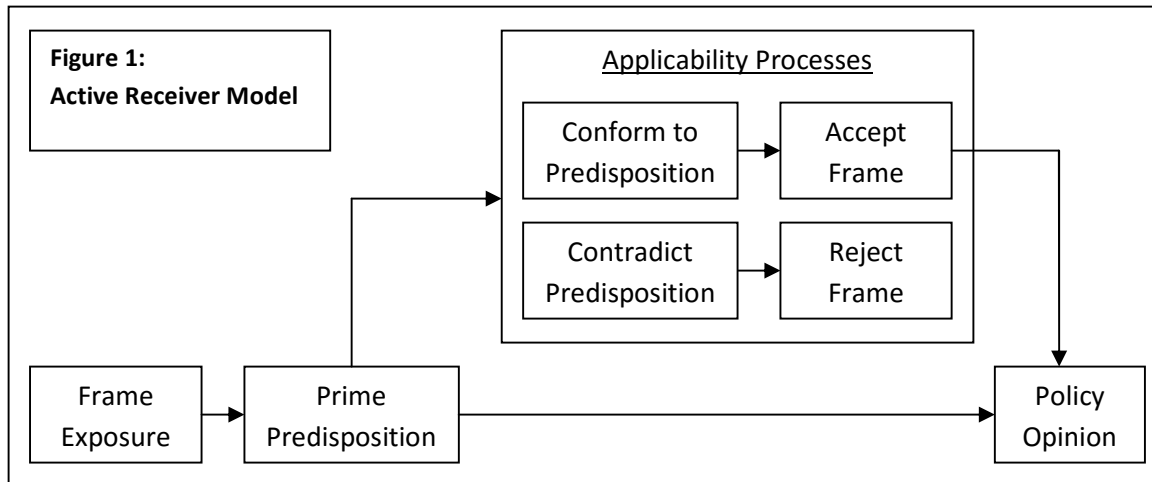 Figure 1:
Active Receiver Model
Applicability Processes
Conform to
Predisposition
Accept
Frame
Contradict
Predisposition
Reject
Frame
Frame
Exposure
Prime
Predisposition
Policy
Opinion